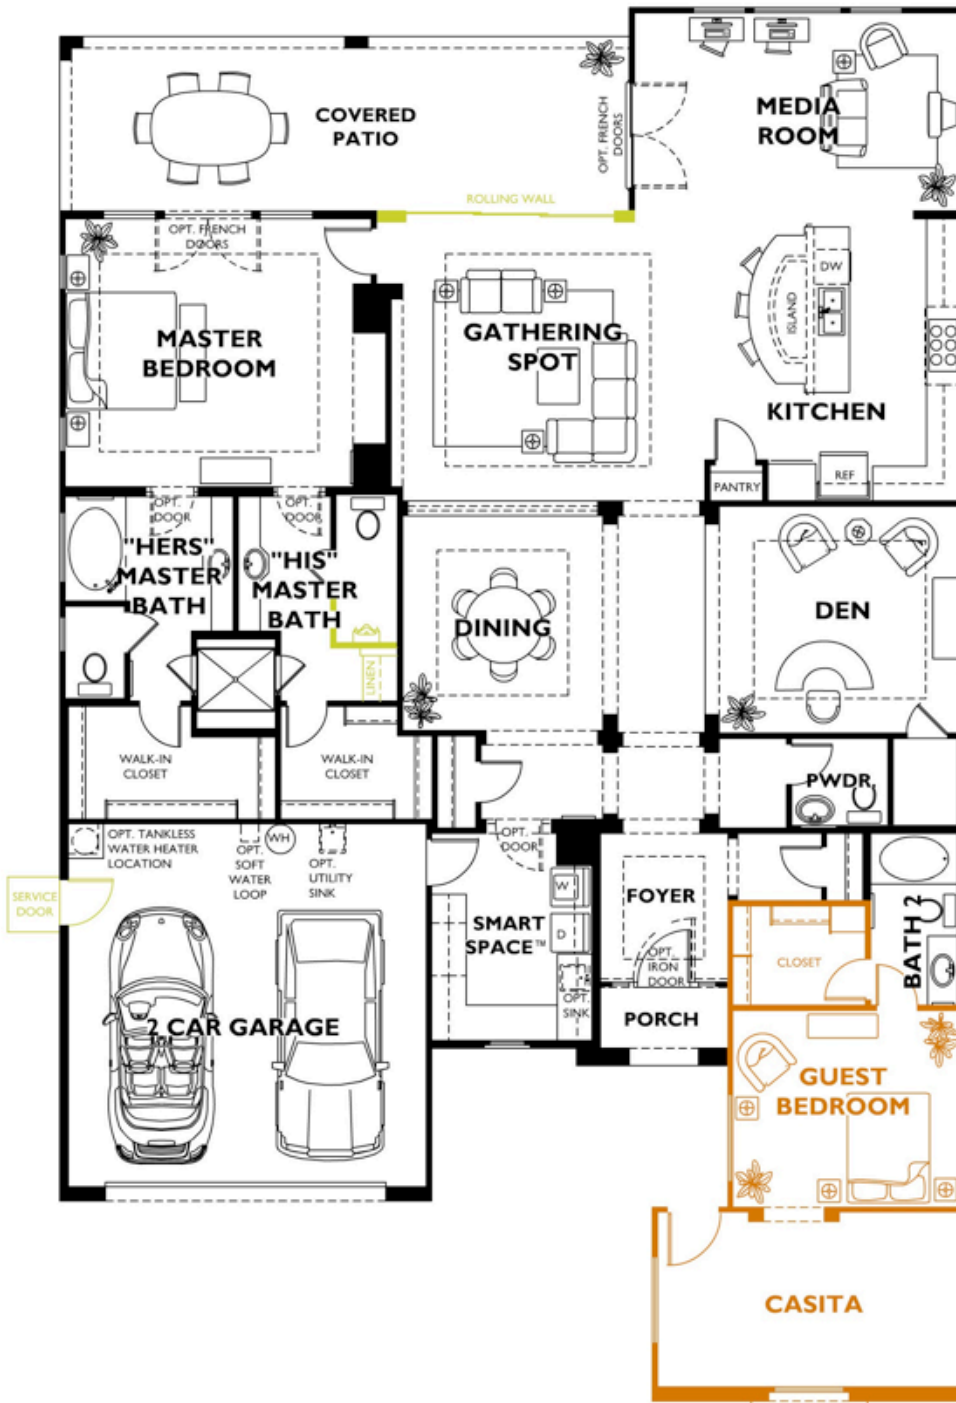 COVERED
PATIO
OPT. FRENCH
DOORS
MEDIA
ROOM
ROLLING WALL
OPT. FRENCH
DOORS
MASTER
BEDROOM
GATHERING
SPOT
DW
ISLAND
KITCHEN
PANTRY
REF
OPT.
DOOR
OPT.
DOOR
"HERS"
MASTER
BATH
"HIS"
MASTER
BATH
DINING
DEN
LINEN
WALK-IN
CLOSET
WALK-IN
CLOSET
PWDR.
OPT. TANKLESS
WATER HEATER
LOCATION
OPT.
SOFT
WATER
LOOP
WH
OPT.
UTILITY
SINK
OPT.
DOOR
SERVICE
DOOR
W
D
SMART
SPACE™
OPT.
SINK
FOYER
OPT.
IRON
DOOR
CLOSET
BATH 2
PORCH
2 CAR GARAGE
GUEST
BEDROOM
CASITA